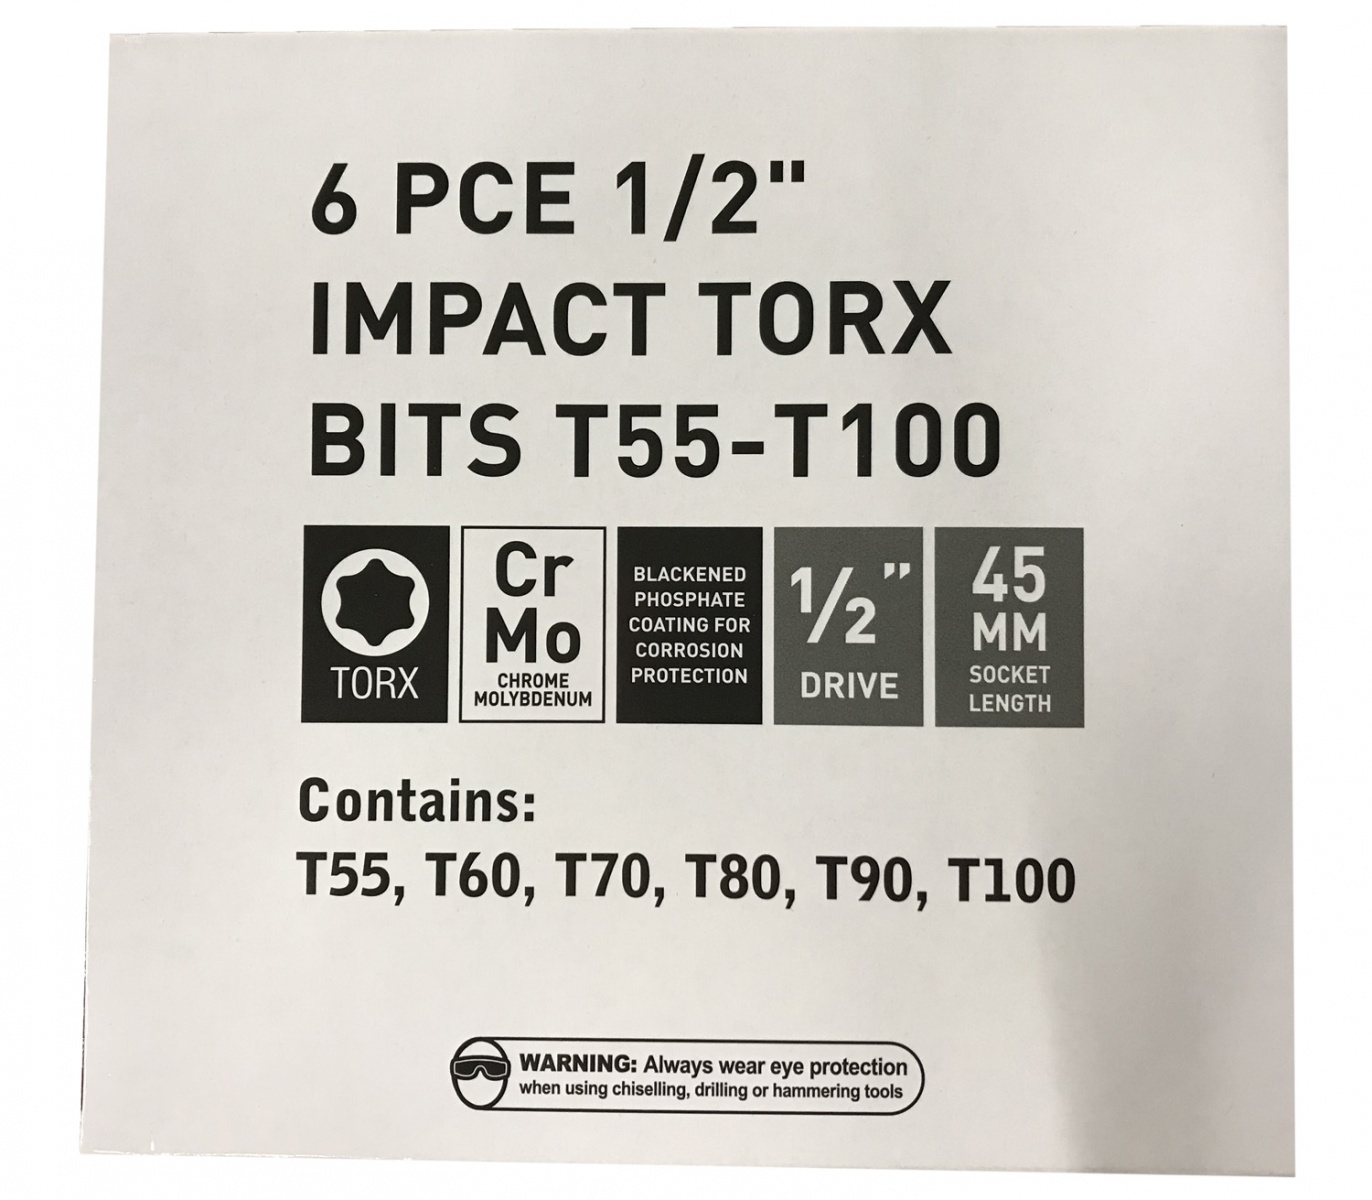 6 PCE 1/2"
IMPACT TORX
BITS T55-T100
TORX
Cr
Mo
CHROME
MOLYBDENUM
BLACKENED
PHOSPHATE
COATING FOR
CORROSION
PROTECTION
1/2"
DRIVE
45
MM
SOCKET
LENGTH
Contains:
T55, T60, T70, T80, T90, T100
WARNING: Always wear eye protection
when using chiselling, drilling or hammering tools